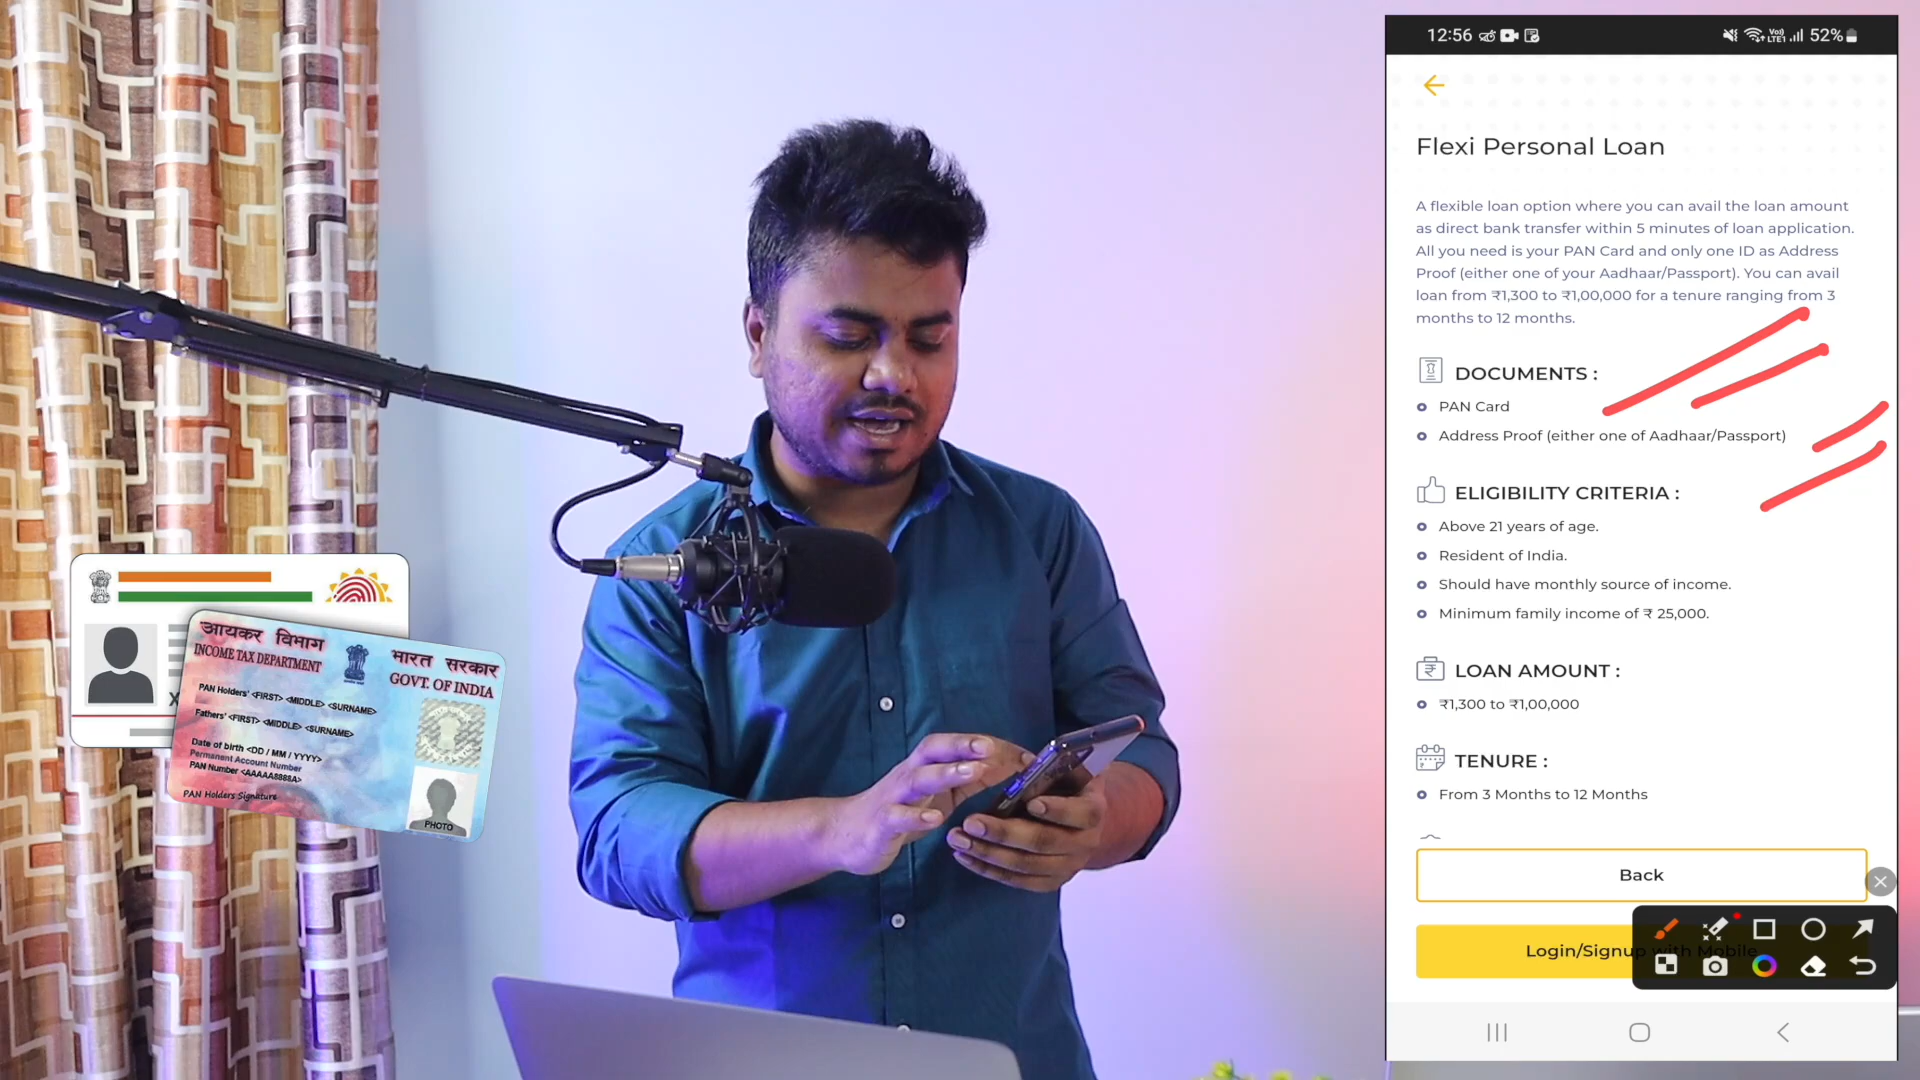 12:56
Vo)
LTE1
52%
Flexi Personal Loan
A flexible loan option where you can avail the loan amount
as direct bank transfer within 5 minutes of loan application.
All you need is your PAN Card and only one ID as Address
Proof (either one of your Aadhaar/Passport). You can avail
loan from ₹1,300 to ₹1,00,000 for a tenure ranging from 3
months to 12 months.
DOCUMENTS :
PAN Card
Address Proof (either one of Aadhaar/Passport)
ELIGIBILITY CRITERIA :
Above 21 years of age.
Resident of India.
Should have monthly source of income.
Minimum family income of ₹ 25,000.
LOAN AMOUNT :
₹1,300 to ₹1,00,000
TENURE :
From 3 Months to 12 Months
Back
Login/Signup with Mobile
X
आयकर विभाग
INCOME TAX DEPARTMENT
भारत सरकार
GOVT. OF INDIA
PAN Holders' <FIRST> <MIDDLE> <SURNAME>
Fathers' <FIRST> <MIDDLE> <SURNAME>
Date of birth <DD / MM / YYYY>
Permanent Account Number
PAN Number <AAAAA8888A>
PAN Holders Signature
PHOTO